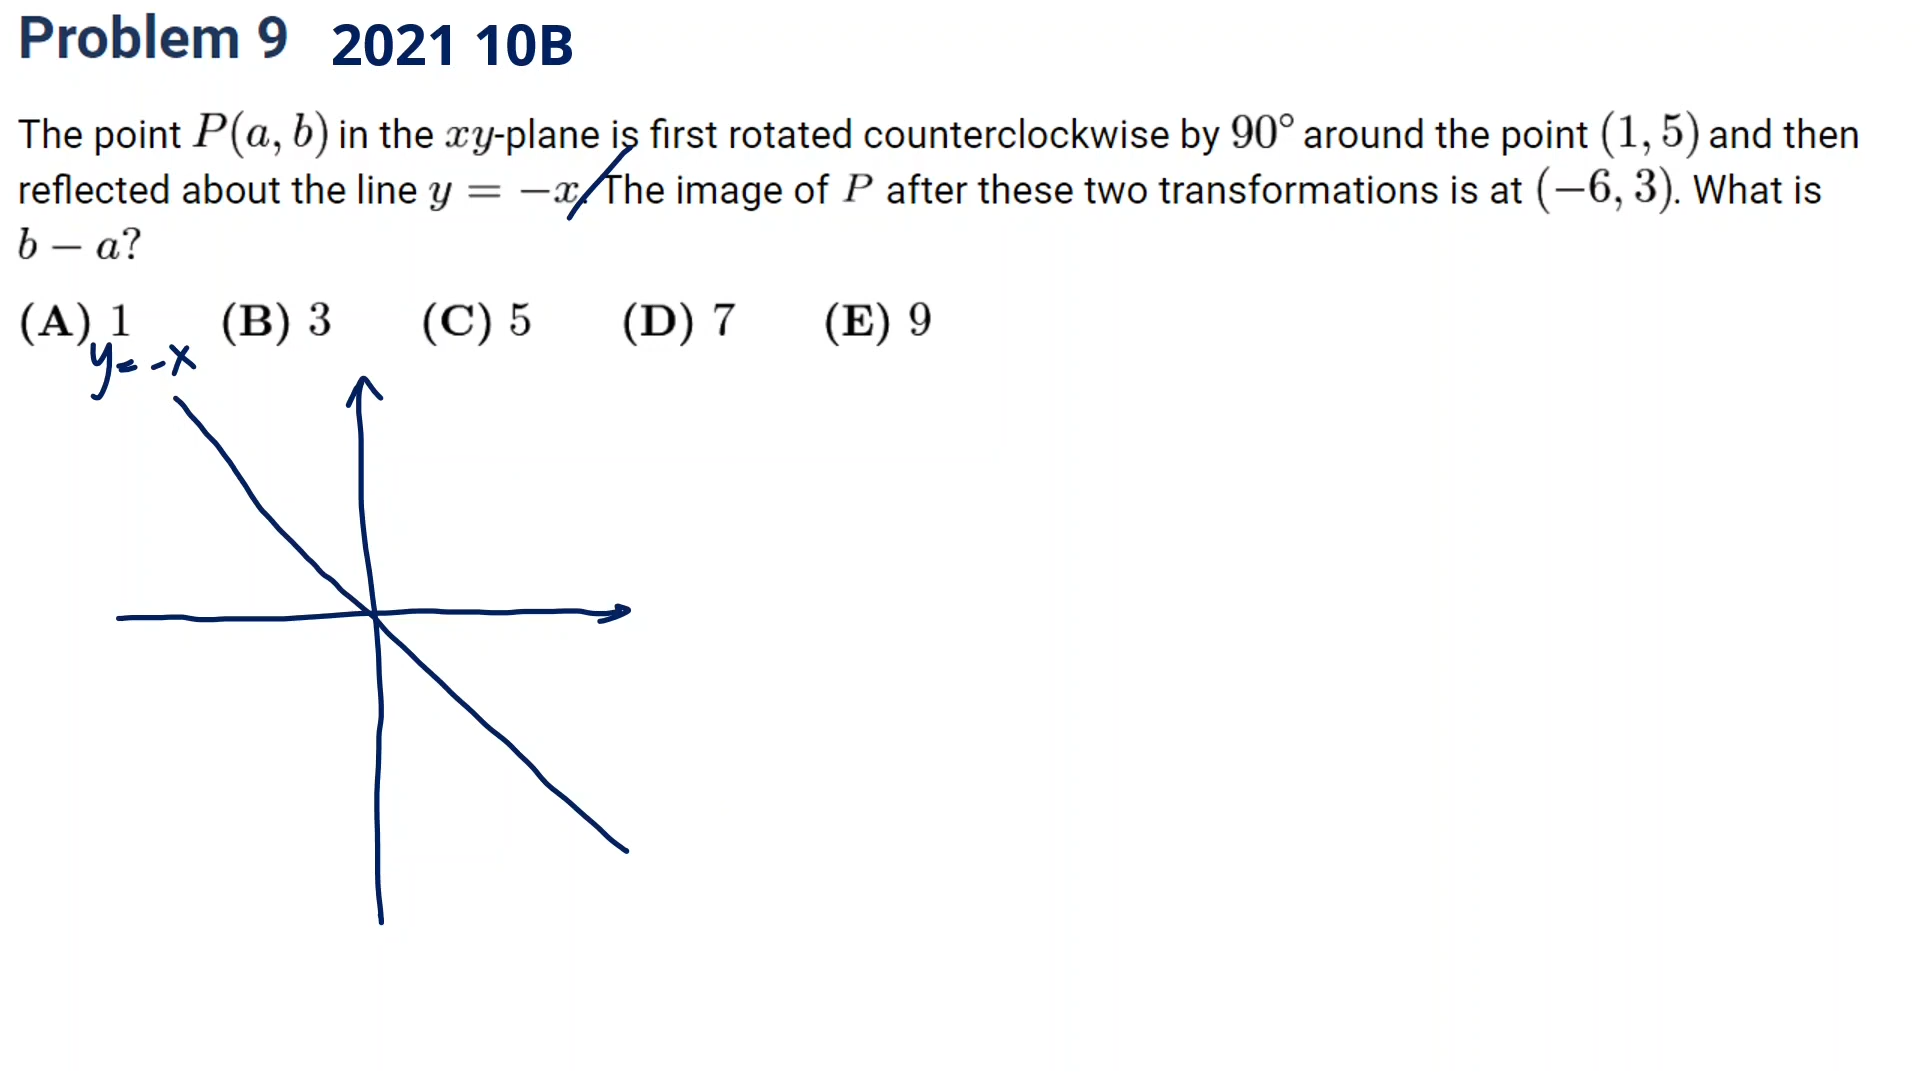 Problem 9 2021 10B
The point P(a, b) in the xy-plane is first rotated counterclockwise by 90° around the point (1, 5) and then
reflected about the line y = −x. The image of P after these two transformations is at (−6, 3). What is
b − a?
(A) 1 (B) 3 (C) 5 (D) 7 (E) 9
y = -x